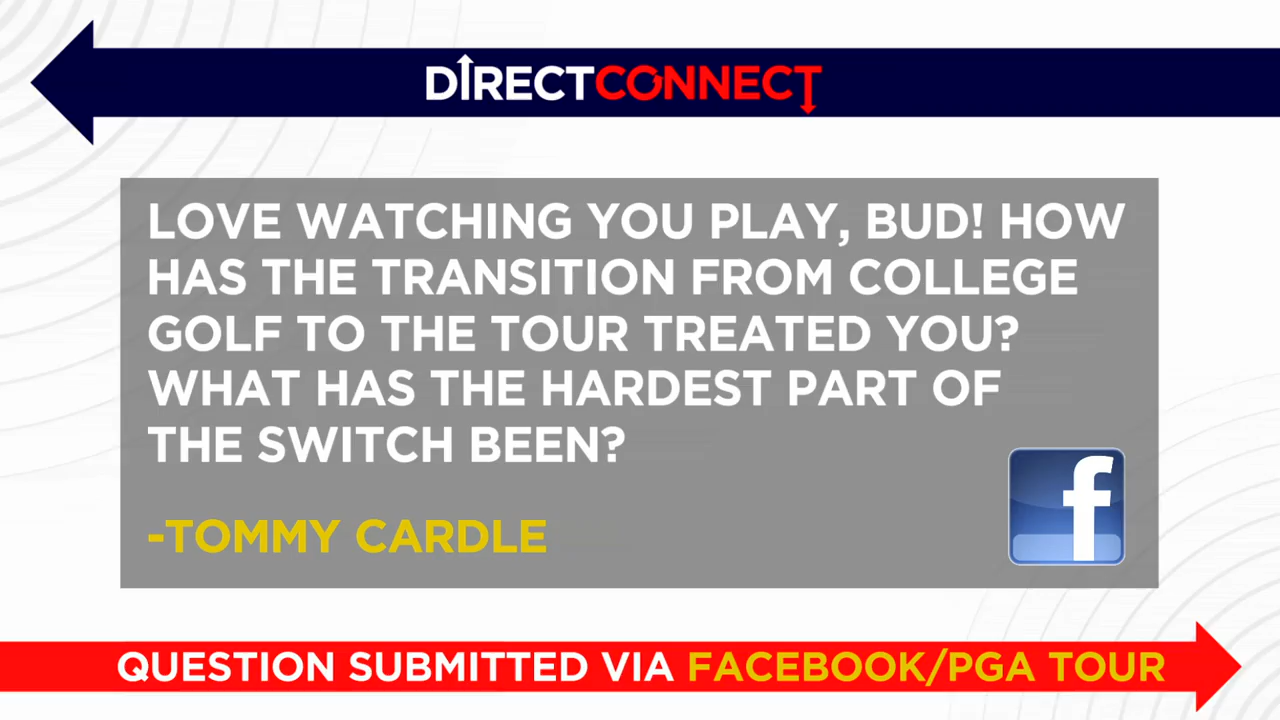 DIRECTCONNECT
LOVE WATCHING YOU PLAY, BUD! HOW
HAS THE TRANSITION FROM COLLEGE
GOLF TO THE TOUR TREATED YOU?
WHAT HAS THE HARDEST PART OF
THE SWITCH BEEN?
-TOMMY CARDLE
f
QUESTION SUBMITTED VIA FACEBOOK/PGA TOUR